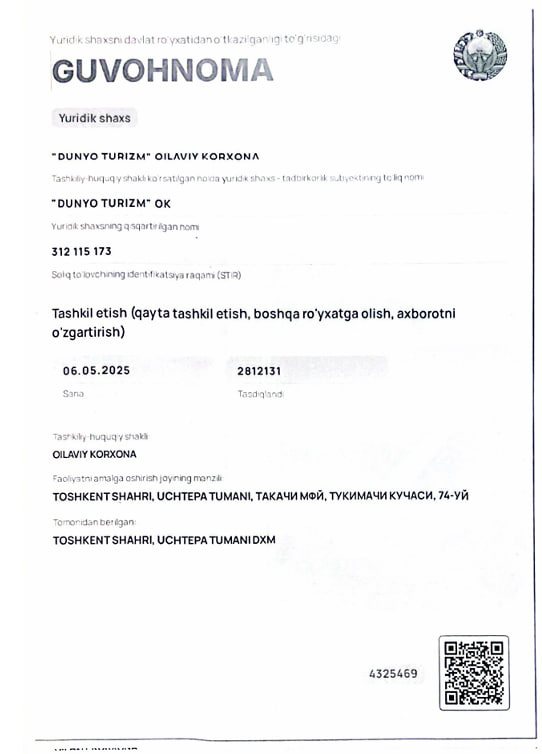 Yuridik shaxsni davlat ro'yxatidan o'tkazilganligi to'g'risidagi
GUVOHNOMA
Yuridik shaxs
"DUNYO TURIZM" OILAVIY KORXONA
Tashkiliy-huquqiy shakli ko'rsatilgan holda yuridik shaxs - tadbirkorlik subyektining to'liq nomi
"DUNYO TURIZM" OK
Yuridik shaxsning qisqartirilgan nomi
312 115 173
Soliq to'lovchining identifikatsiya raqami (STIR)
Tashkil etish (qayta tashkil etish, boshqa ro'yxatga olish, axborotni
o'zgartirish)
06.05.2025 2812131
Sana Tasdiqlandi
Tashkiliy-huquqiy shakli:
OILAVIY KORXONA
Faoliyatni amalga oshirish joyining manzili:
TOSHKENT SHAHRI, UCHTEPA TUMANI, ТАКАЧИ МФЙ, ТУКИМАЧИ КУЧАСИ, 74-УЙ
Tomonidan berilgan:
TOSHKENT SHAHRI, UCHTEPA TUMANI DXM
4325469